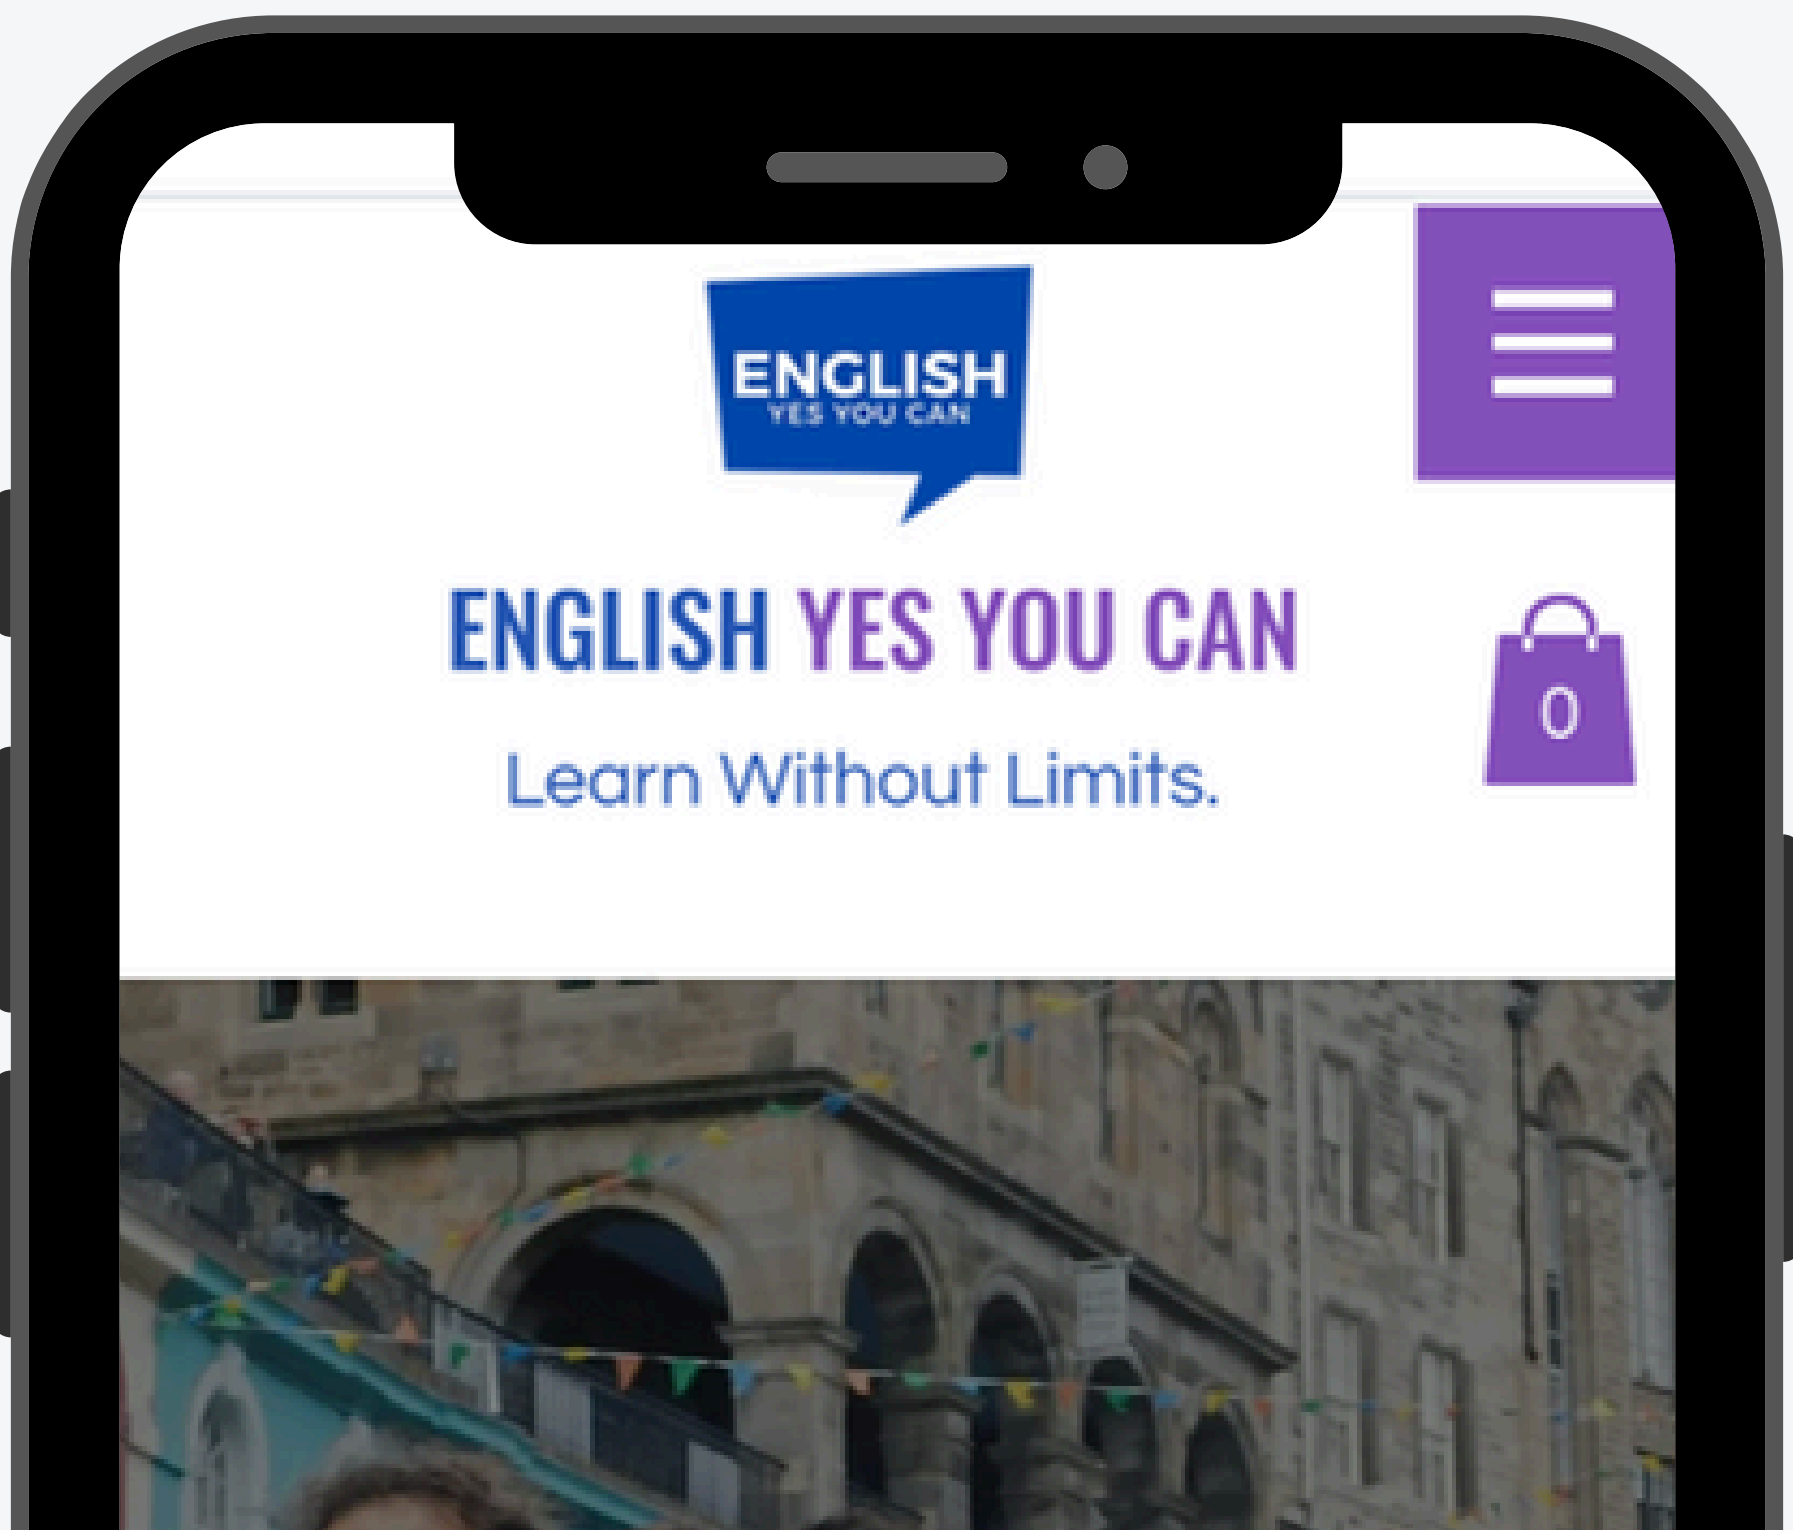 ENGLISH
YES YOU CAN
ENGLISH YES YOU CAN
0
Learn Without Limits.